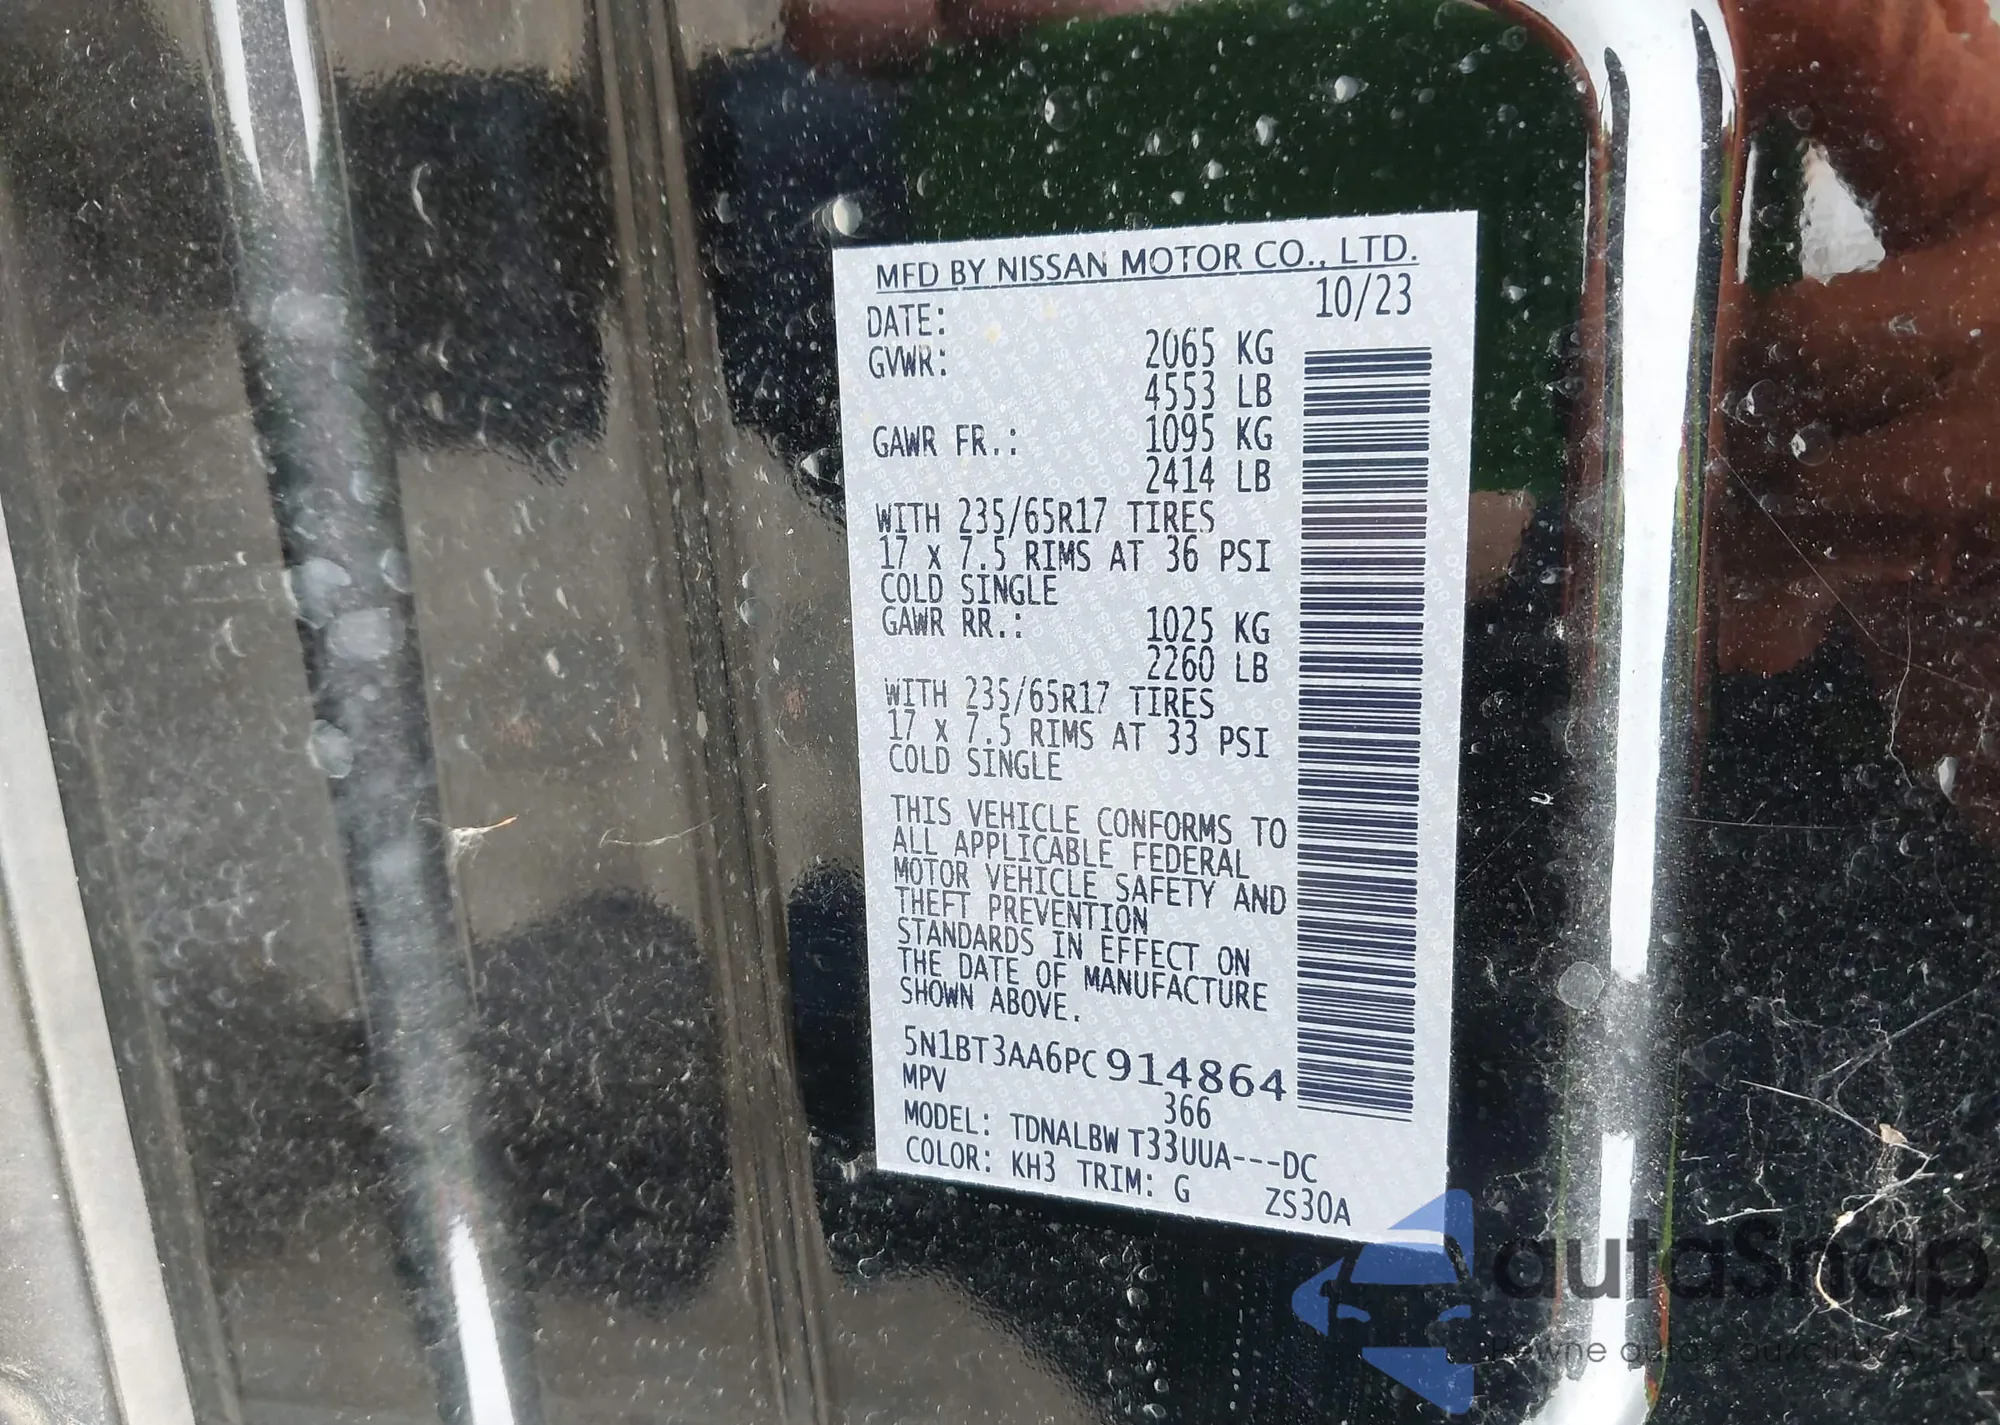 MFD BY NISSAN MOTOR CO., LTD.
DATE: 10/23
GVWR: 2065 KG
4553 LB
GAWR FR.: 1095 KG
2414 LB
WITH 235/65R17 TIRES
17 x 7.5 RIMS AT 36 PSI
COLD SINGLE
GAWR RR.: 1025 KG
2260 LB
WITH 235/65R17 TIRES
17 x 7.5 RIMS AT 33 PSI
COLD SINGLE
THIS VEHICLE CONFORMS TO
ALL APPLICABLE FEDERAL
MOTOR VEHICLE SAFETY AND
THEFT PREVENTION
STANDARDS IN EFFECT ON
THE DATE OF MANUFACTURE
SHOWN ABOVE.
5N1BT3AA6PC914864
MPV 366
MODEL: TDNALBW T33UUA---DC
COLOR: KH3 TRIM: G ZS30A
autaSnap